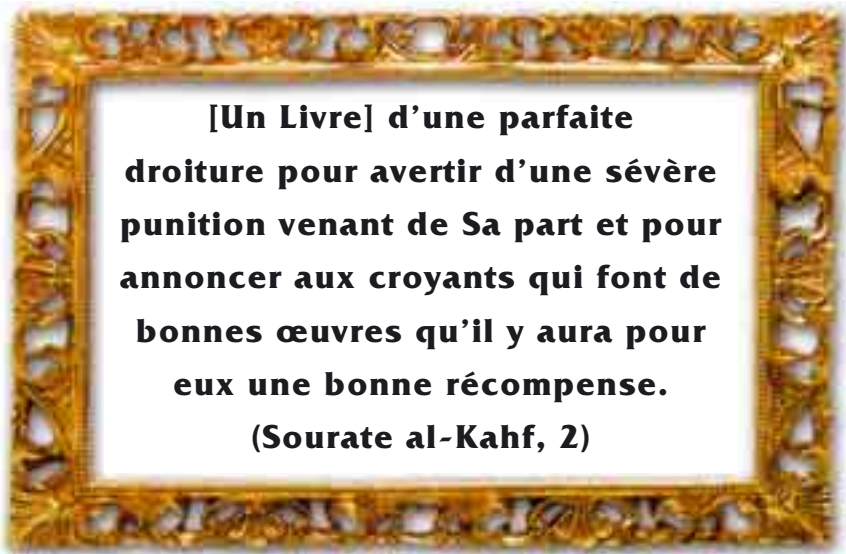 [Un Livre] d'une parfaite
droiture pour avertir d'une sévère
punition venant de Sa part et pour
annoncer aux croyants qui font de
bonnes œuvres qu'il y aura pour
eux une bonne récompense.
(Sourate al-Kahf, 2)